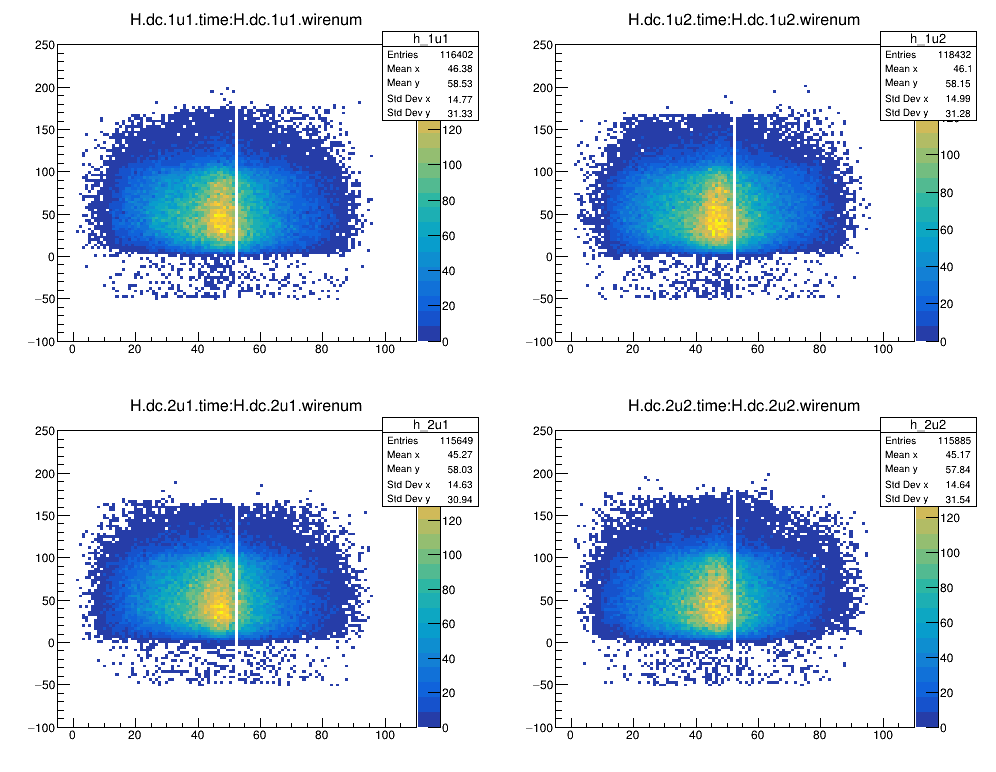 H.dc.1u1.time:H.dc.1u1.wirenum
h_1u1
Entries 116402
Mean x 46.38
Mean y 58.53
Std Dev x 14.77
Std Dev y 31.33
250
200
150
100
50
0
−50
−100
0 20 40 60 80 100
120
100
80
60
40
20
0
H.dc.1u2.time:H.dc.1u2.wirenum
h_1u2
Entries 118432
Mean x 46.1
Mean y 58.15
Std Dev x 14.99
Std Dev y 31.28
250
200
150
100
50
0
−50
−100
0 20 40 60 80 100
100
80
60
40
20
0
H.dc.2u1.time:H.dc.2u1.wirenum
h_2u1
Entries 115649
Mean x 45.27
Mean y 58.03
Std Dev x 14.63
Std Dev y 30.94
250
200
150
100
50
0
−50
−100
0 20 40 60 80 100
120
100
80
60
40
20
0
H.dc.2u2.time:H.dc.2u2.wirenum
h_2u2
Entries 115885
Mean x 45.17
Mean y 57.84
Std Dev x 14.64
Std Dev y 31.54
250
200
150
100
50
0
−50
−100
0 20 40 60 80 100
120
100
80
60
40
20
0